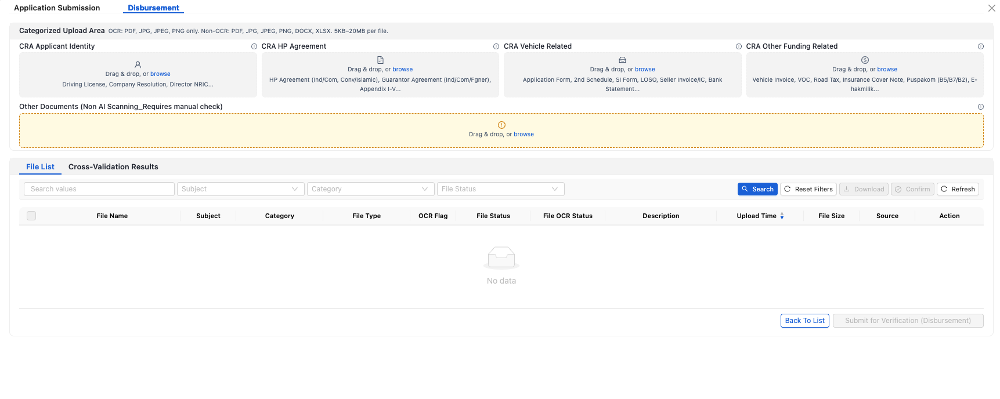 Application Submission
Disbursement
Categorized Upload Area OCR: PDF, JPG, JPEG, PNG only. Non-OCR: PDF, JPG, JPEG, PNG, DOCX, XLSX. 5KB–20MB per file.
CRA Applicant Identity
Drag & drop, or browse
Driving License, Company Resolution, Director NRIC...
CRA HP Agreement
Drag & drop, or browse
HP Agreement (Ind/Com, Conv/Islamic), Guarantor Agreement (Ind/Com/Fgner),
Appendix I-V...
CRA Vehicle Related
Drag & drop, or browse
Application Form, 2nd Schedule, SI Form, LOSO, Seller Invoice/IC, Bank
Statement...
CRA Other Funding Related
Drag & drop, or browse
Vehicle Invoice, VOC, Road Tax, Insurance Cover Note, Puspakom (B5/B7/B2), E-
hakmilik...
Other Documents (Non AI Scanning_Requires manual check)
Drag & drop, or browse
File List
Cross-Validation Results
Search values
Subject
Category
File Status
Search
Reset Filters
Download
Confirm
Refresh
File Name
Subject
Category
File Type
OCR Flag
File Status
File OCR Status
Description
Upload Time
File Size
Source
Action
No data
Back To List
Submit for Verification (Disbursement)